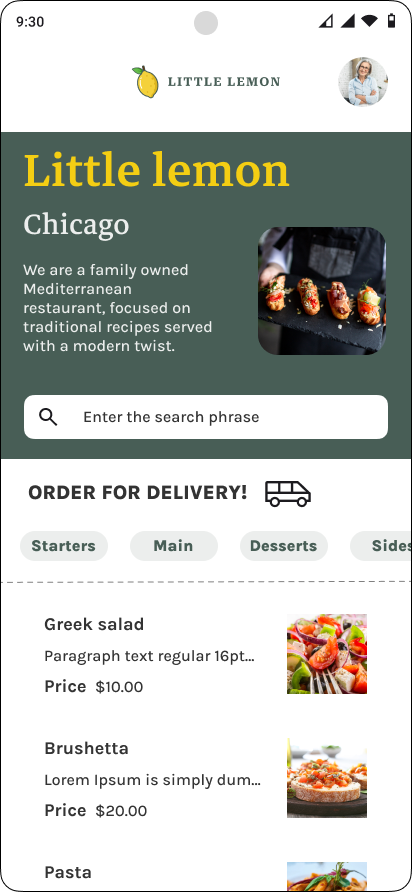 9:30
LITTLE LEMON
Little lemon
Chicago
We are a family owned
Mediterranean
restaurant, focused on
traditional recipes served
with a modern twist.
Enter the search phrase
ORDER FOR DELIVERY!
Starters Main Desserts Sides
Greek salad
Paragraph text regular 16pt...
Price $10.00
Brushetta
Lorem Ipsum is simply dum...
Price $20.00
Pasta